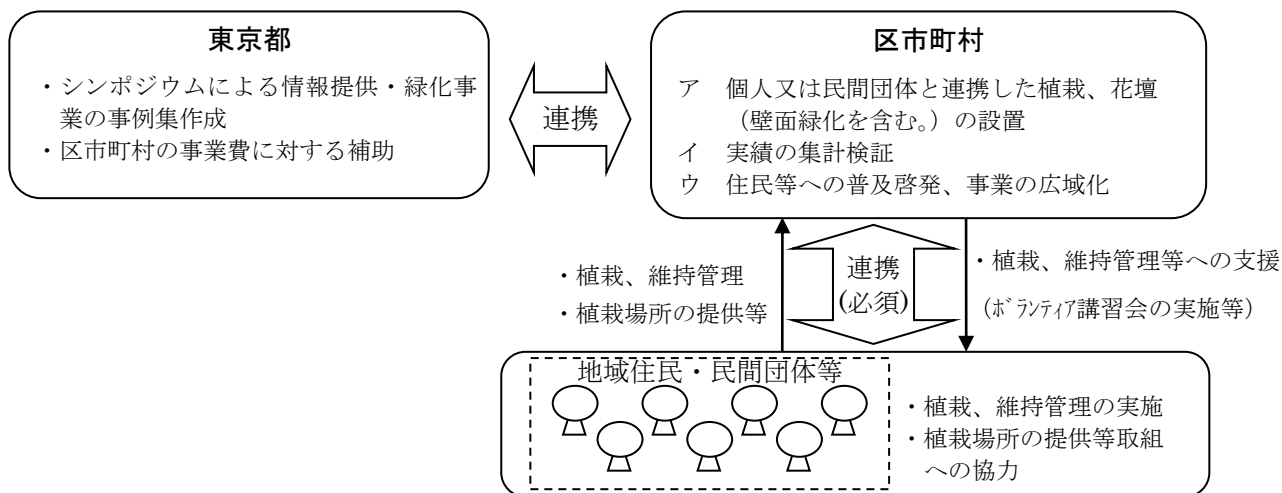 東京都
・シンポジウムによる情報提供・緑化事
業の事例集作成
・区市町村の事業費に対する補助
連携
区市町村
ア 個人又は民間団体と連携した植栽、花壇
(壁面緑化を含む。)の設置
イ 実績の集計検証
ウ 住民等への普及啓発、事業の広域化
・植栽、維持管理
・植栽場所の提供等
連携
(必須)
・植栽、維持管理等への支援
(ボランティア講習会の実施等)
地域住民・民間団体等
・植栽、維持管理の実施
・植栽場所の提供等取組
への協力